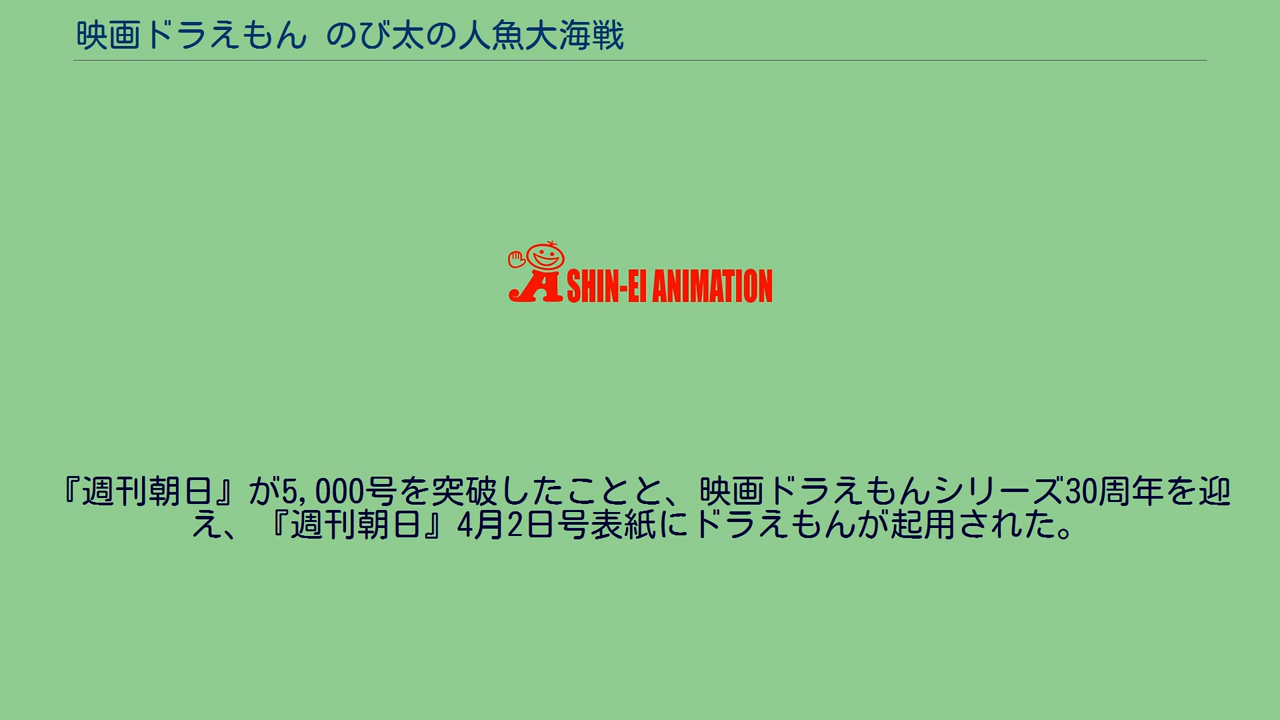 映画ドラえもん のび太の人魚大海戦
SHIN-EI ANIMATION
『週刊朝日』が5,000号を突破したことと、映画ドラえもんシリーズ30周年を迎
え、『週刊朝日』4月2日号表紙にドラえもんが起用された。